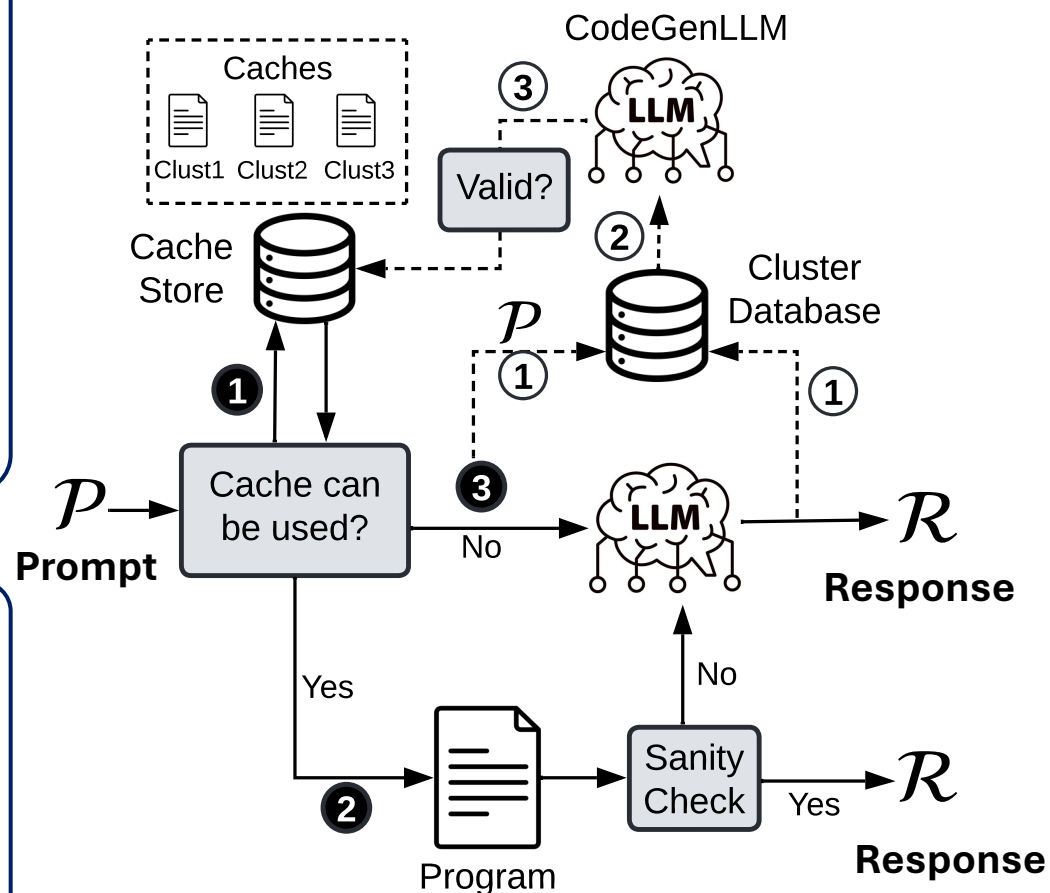 CodeGenLLM
Caches
Clust1 Clust2 Clust3
3
LLM
Valid?
2
Cache
Store
Cluster
Database
P
1
1
1
3
P
Prompt
Cache can
be used?
No
LLM
R
Response
Yes
No
2
Program
Sanity
Check
Yes
R
Response